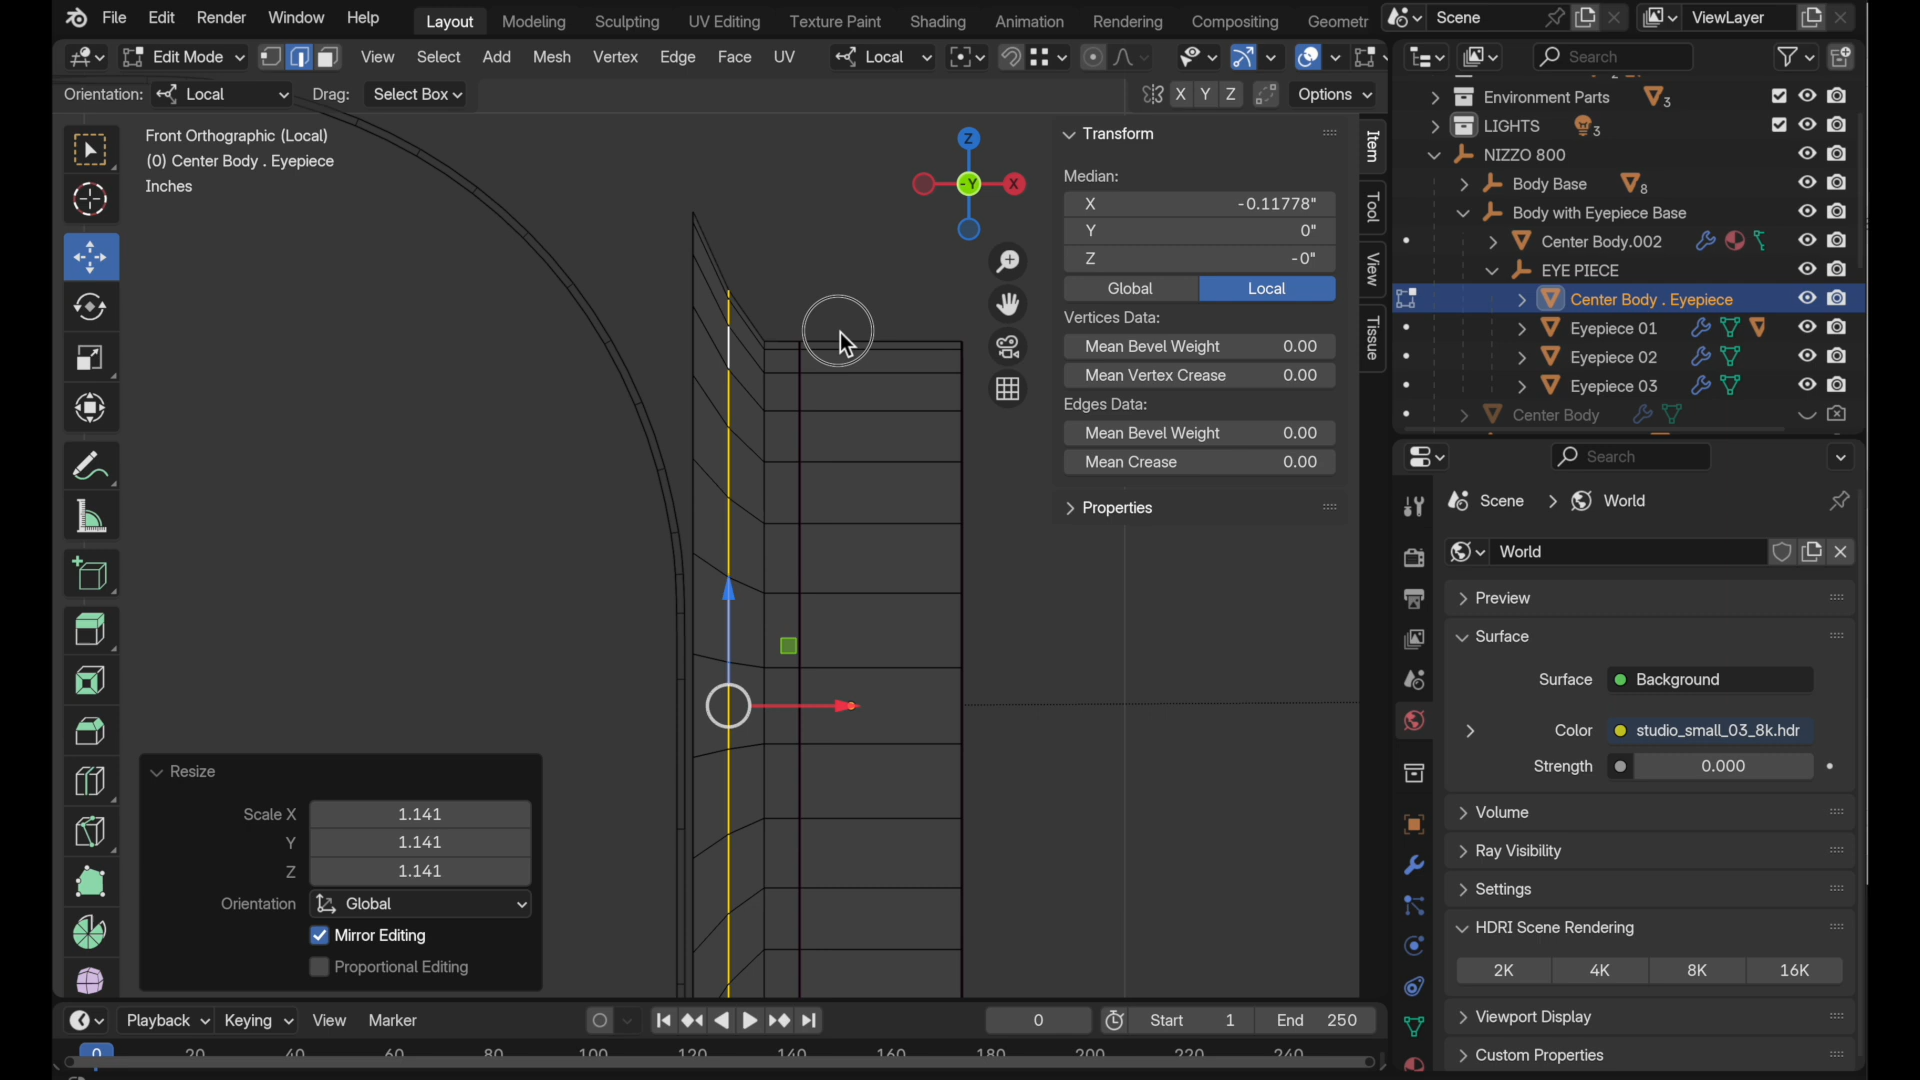 File Edit Render Window Help Layout Modeling Sculpting UV Editing Texture Paint Shading Animation Rendering Compositing Geometr Scene ViewLayer
Edit Mode View Select Add Mesh Vertex Edge Face UV Local Search
Orientation: Local Drag: Select Box X Y Z Options
Front Orthographic (Local)
(0) Center Body . Eyepiece
Inches
Z
-Y
X
Transform
Median:
X -0.11778"
Y 0"
Z -0"
Global Local
Vertices Data:
Mean Bevel Weight 0.00
Mean Vertex Crease 0.00
Edges Data:
Mean Bevel Weight 0.00
Mean Crease 0.00
Properties
Item
Tool
View
Tissue
Environment Parts 3
LIGHTS 3
NIZZO 800
Body Base 8
Body with Eyepiece Base
Center Body.002
EYE PIECE
Center Body . Eyepiece
Eyepiece 01
Eyepiece 02
Eyepiece 03
Center Body
Search
Scene World
World
Preview
Surface
Surface Background
Color studio_small_03_8k.hdr
Strength 0.000
Volume
Ray Visibility
Settings
HDRI Scene Rendering
2K 4K 8K 16K
Viewport Display
Custom Properties
Resize
Scale X 1.141
Y 1.141
Z 1.141
Orientation Global
Mirror Editing
Proportional Editing
Playback Keying View Marker 0 Start 1 End 250
0 20 40 60 80 100 120 140 160 180 200 220 240